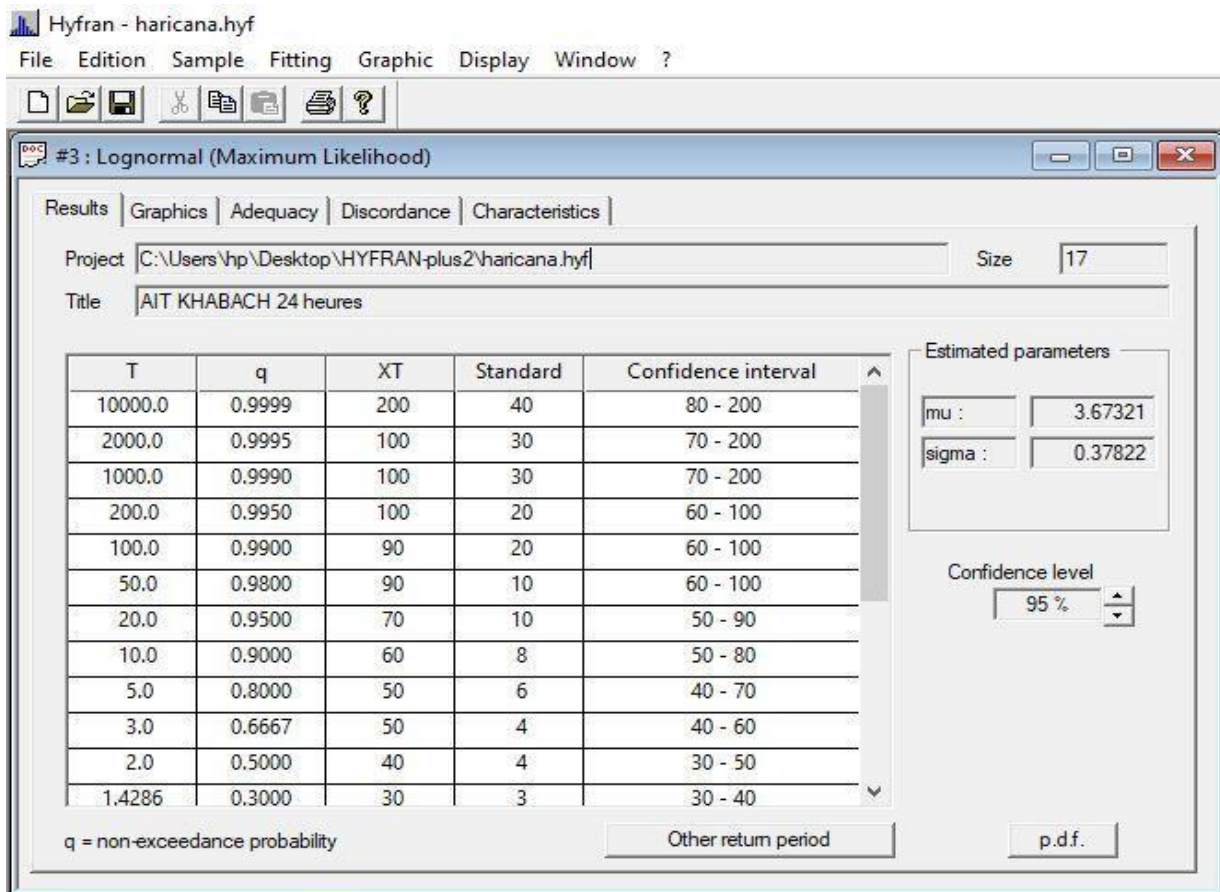 Hyfran - haricana.hyf
File Edition Sample Fitting Graphic Display Window ?
DOC #3 : Lognormal (Maximum Likelihood)
Results Graphics Adequacy Discordance Characteristics
Project C:\Users\hp\Desktop\HYFRAN-plus2\haricana.hyf Size 17
Title AIT KHABACH 24 heures
Estimated parameters
T q XT Standard Confidence interval
10000.0 0.9999 200 40 80 - 200
mu : 3.67321
2000.0 0.9995 100 30 70 - 200
sigma : 0.37822
1000.0 0.9990 100 30 70 - 200
200.0 0.9950 100 20 60 - 100
100.0 0.9900 90 20 60 - 100
Confidence level
50.0 0.9800 90 10 60 - 100
95 %
20.0 0.9500 70 10 50 - 90
10.0 0.9000 60 8 50 - 80
5.0 0.8000 50 6 40 - 70
3.0 0.6667 50 4 40 - 60
2.0 0.5000 40 4 30 - 50
1.4286 0.3000 30 3 30 - 40
q = non-exceedance probability Other return period p.d.f.